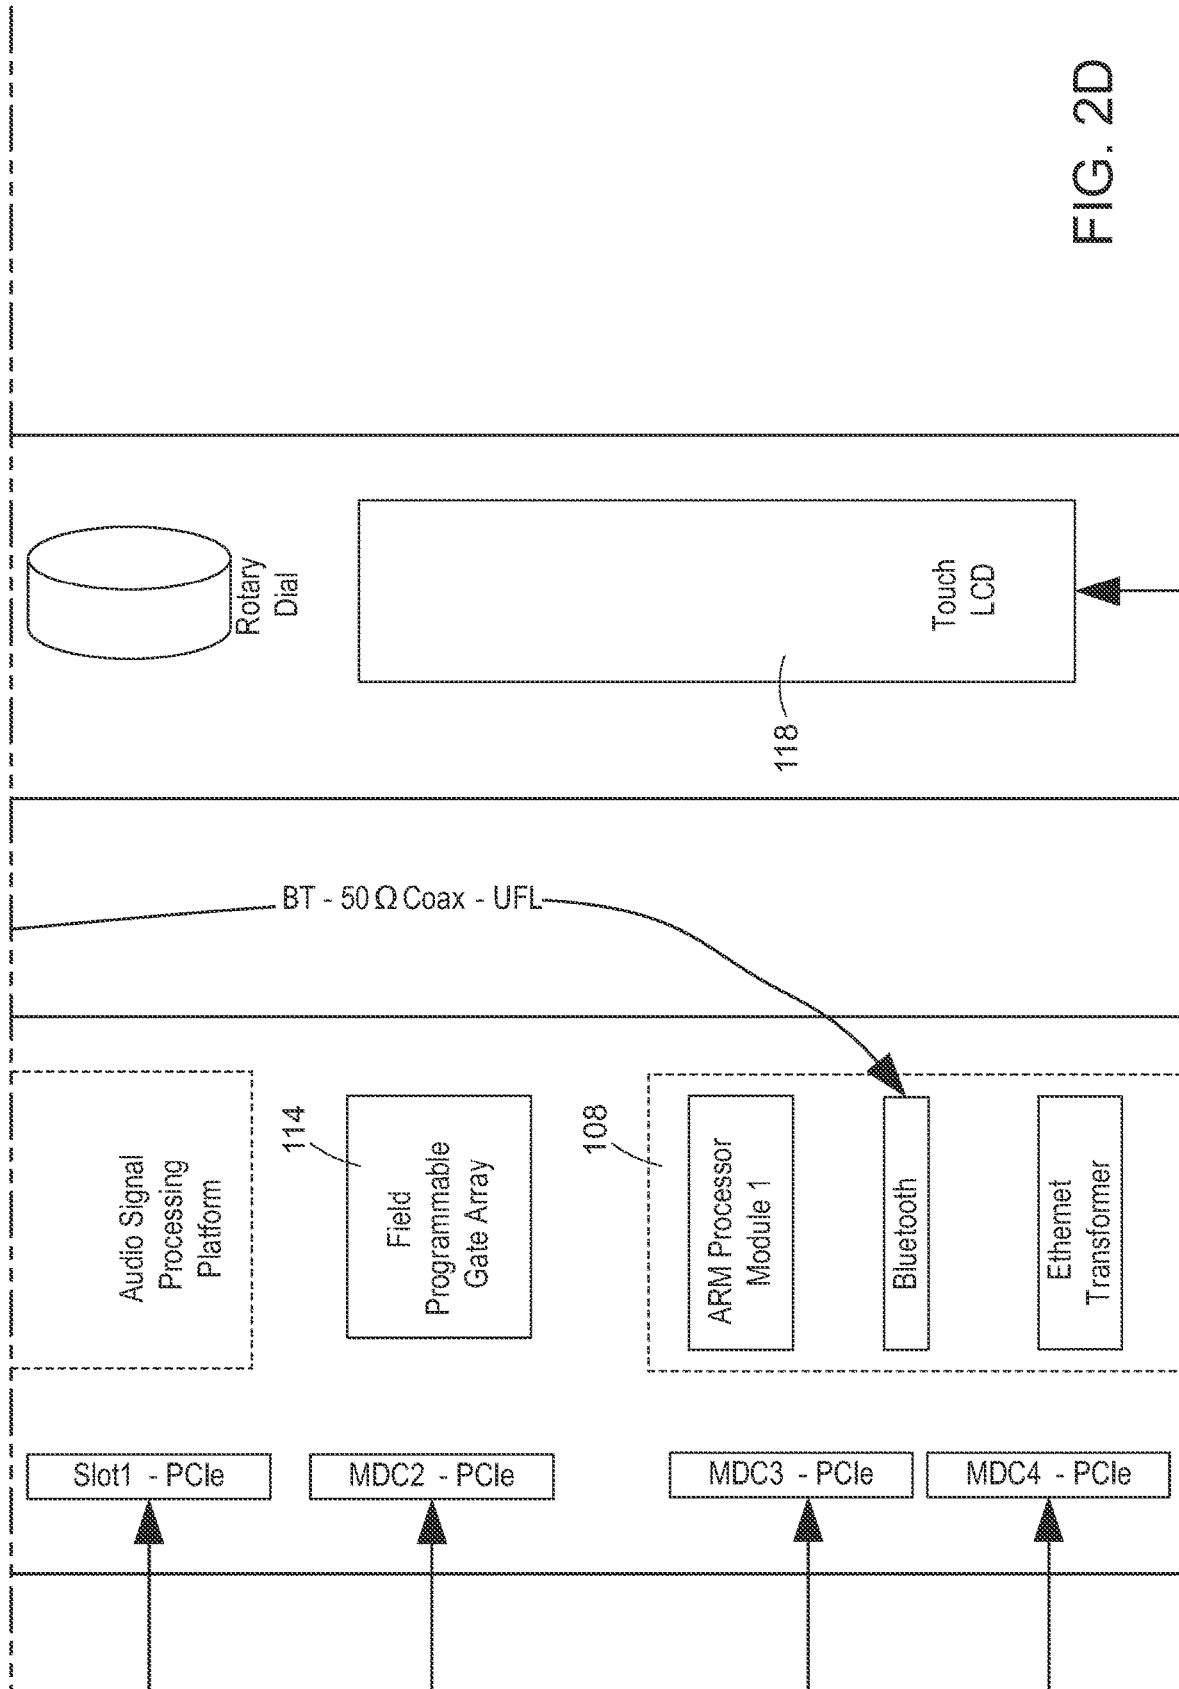 FIG. 2D
Rotary
Dial
Touch
LCD
118
BT - 50 Ω Coax - UFL
Audio Signal
Processing
Platform
114
Field
Programmable
Gate Array
108
ARM Processor
Module 1
Bluetooth
Ethernet
Transformer
Slot1 - PCIe
MDC2 - PCIe
MDC3 - PCIe
MDC4 - PCIe